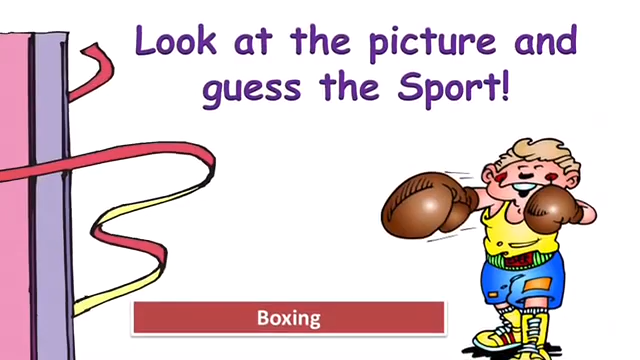 Look at the picture and
guess the Sport!
Boxing